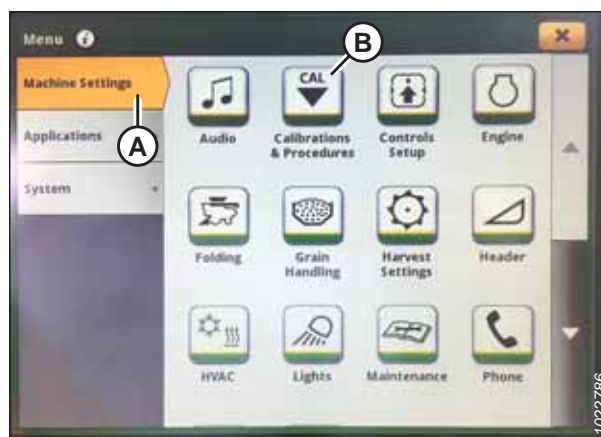 Menu i
B
Machine Settings
A
Applications
System +
CAL
Audio
Calibrations
& Procedures
Controls
Setup
Engine
Folding
Grain
Handling
Harvest
Settings
Header
HVAC
Lights
Maintenance
Phone
1022786